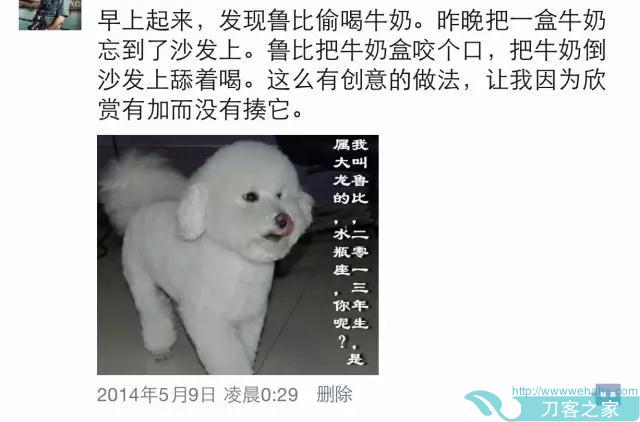 早上起来，发现鲁比偷喝牛奶。昨晚把一盒牛奶
忘到了沙发上。鲁比把牛奶盒咬个口，把牛奶倒
沙发上舔着喝。这么有创意的做法，让我因为欣
赏有加而没有揍它。
我叫鲁比，二零一三年生，是
属大龙的，水瓶座，你呢？
2014年5月9日 凌晨0:29 删除
http://www.wehaha.com
刀客之家